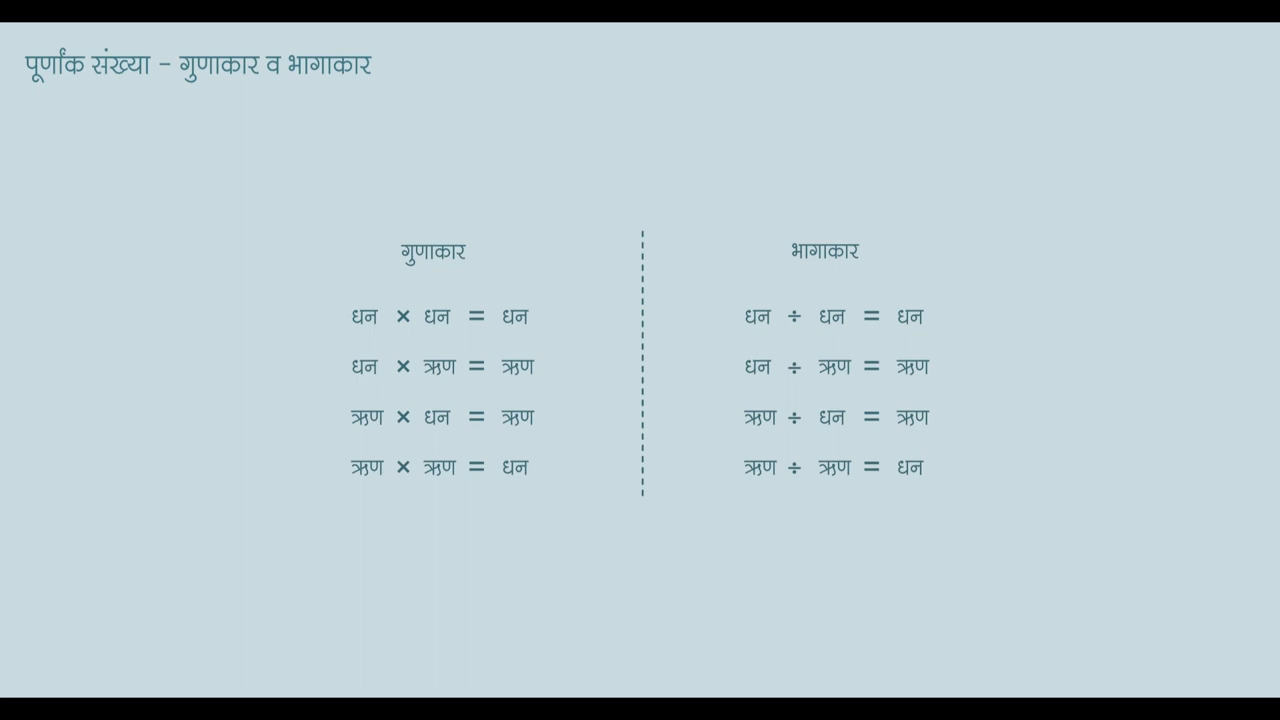 पूर्णांक संख्या - गुणाकार व भागाकार
गुणाकार
धन × धन = धन
धन × ऋण = ऋण
ऋण × धन = ऋण
ऋण × ऋण = धन
भागाकार
धन ÷ धन = धन
धन ÷ ऋण = ऋण
ऋण ÷ धन = ऋण
ऋण ÷ ऋण = धन